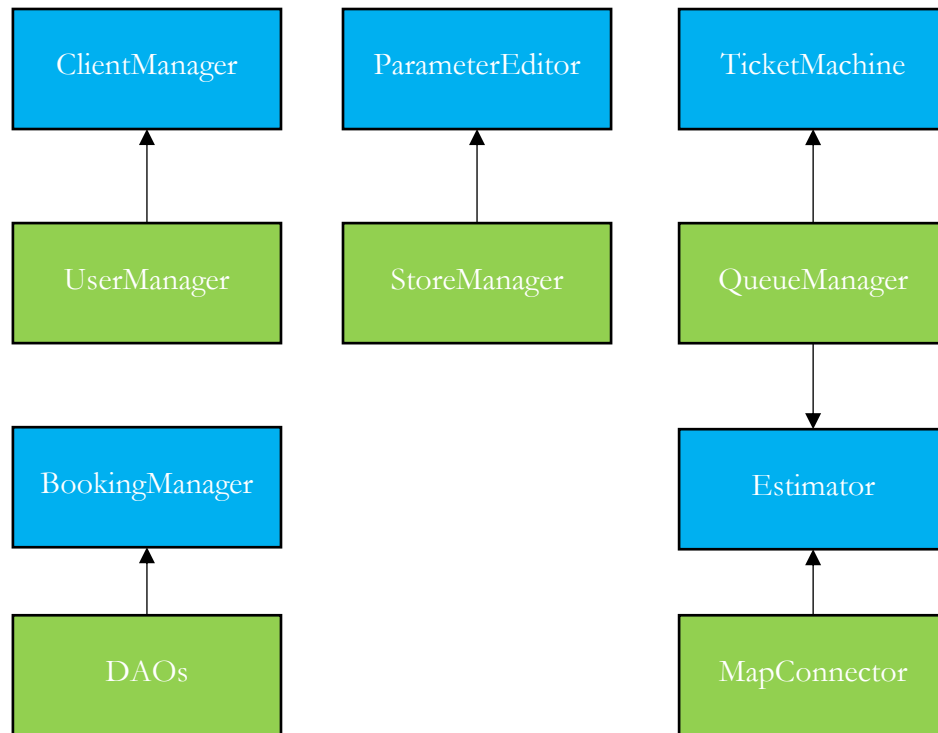 ClientManager
ParameterEditor
TicketMachine
UserManager
StoreManager
QueueManager
BookingManager
Estimator
DAOs
MapConnector